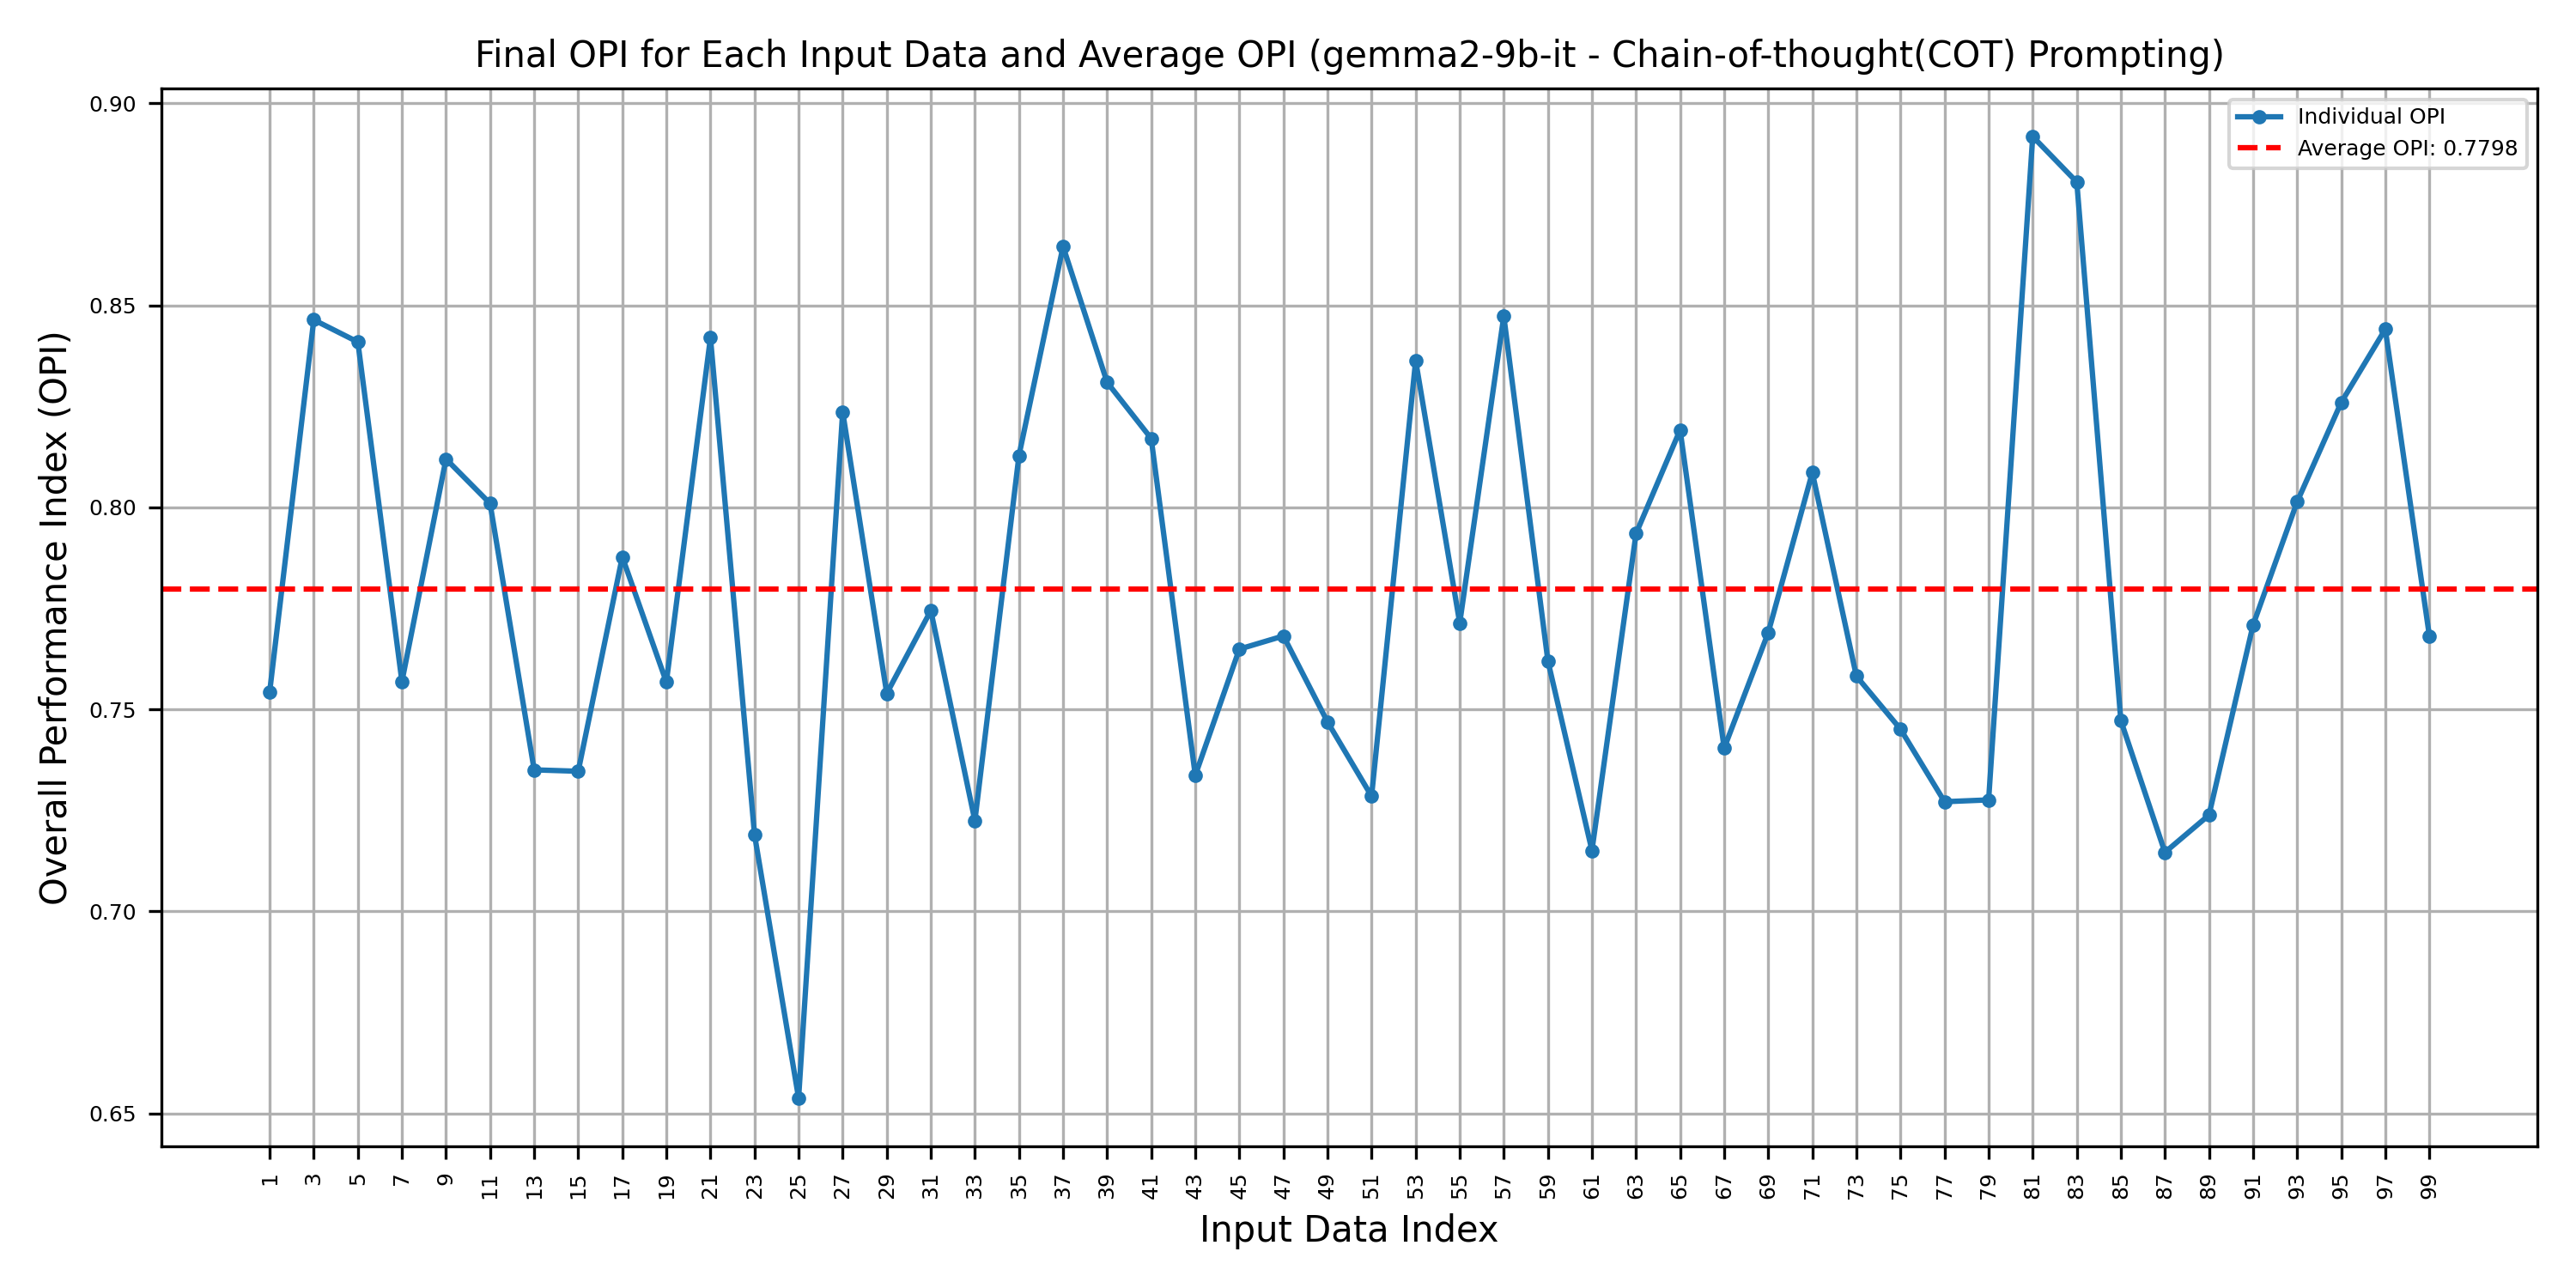 Final OPI for Each Input Data and Average OPI (gemma2-9b-it - Chain-of-thought(COT) Prompting)
Individual OPI
Average OPI: 0.7798
Overall Performance Index (OPI)
0.90
0.85
0.80
0.75
0.70
0.65
1 3 5 7 9 11 13 15 17 19 21 23 25 27 29 31 33 35 37 39 41 43 45 47 49 51 53 55 57 59 61 63 65 67 69 71 73 75 77 79 81 83 85 87 89 91 93 95 97 99
Input Data Index